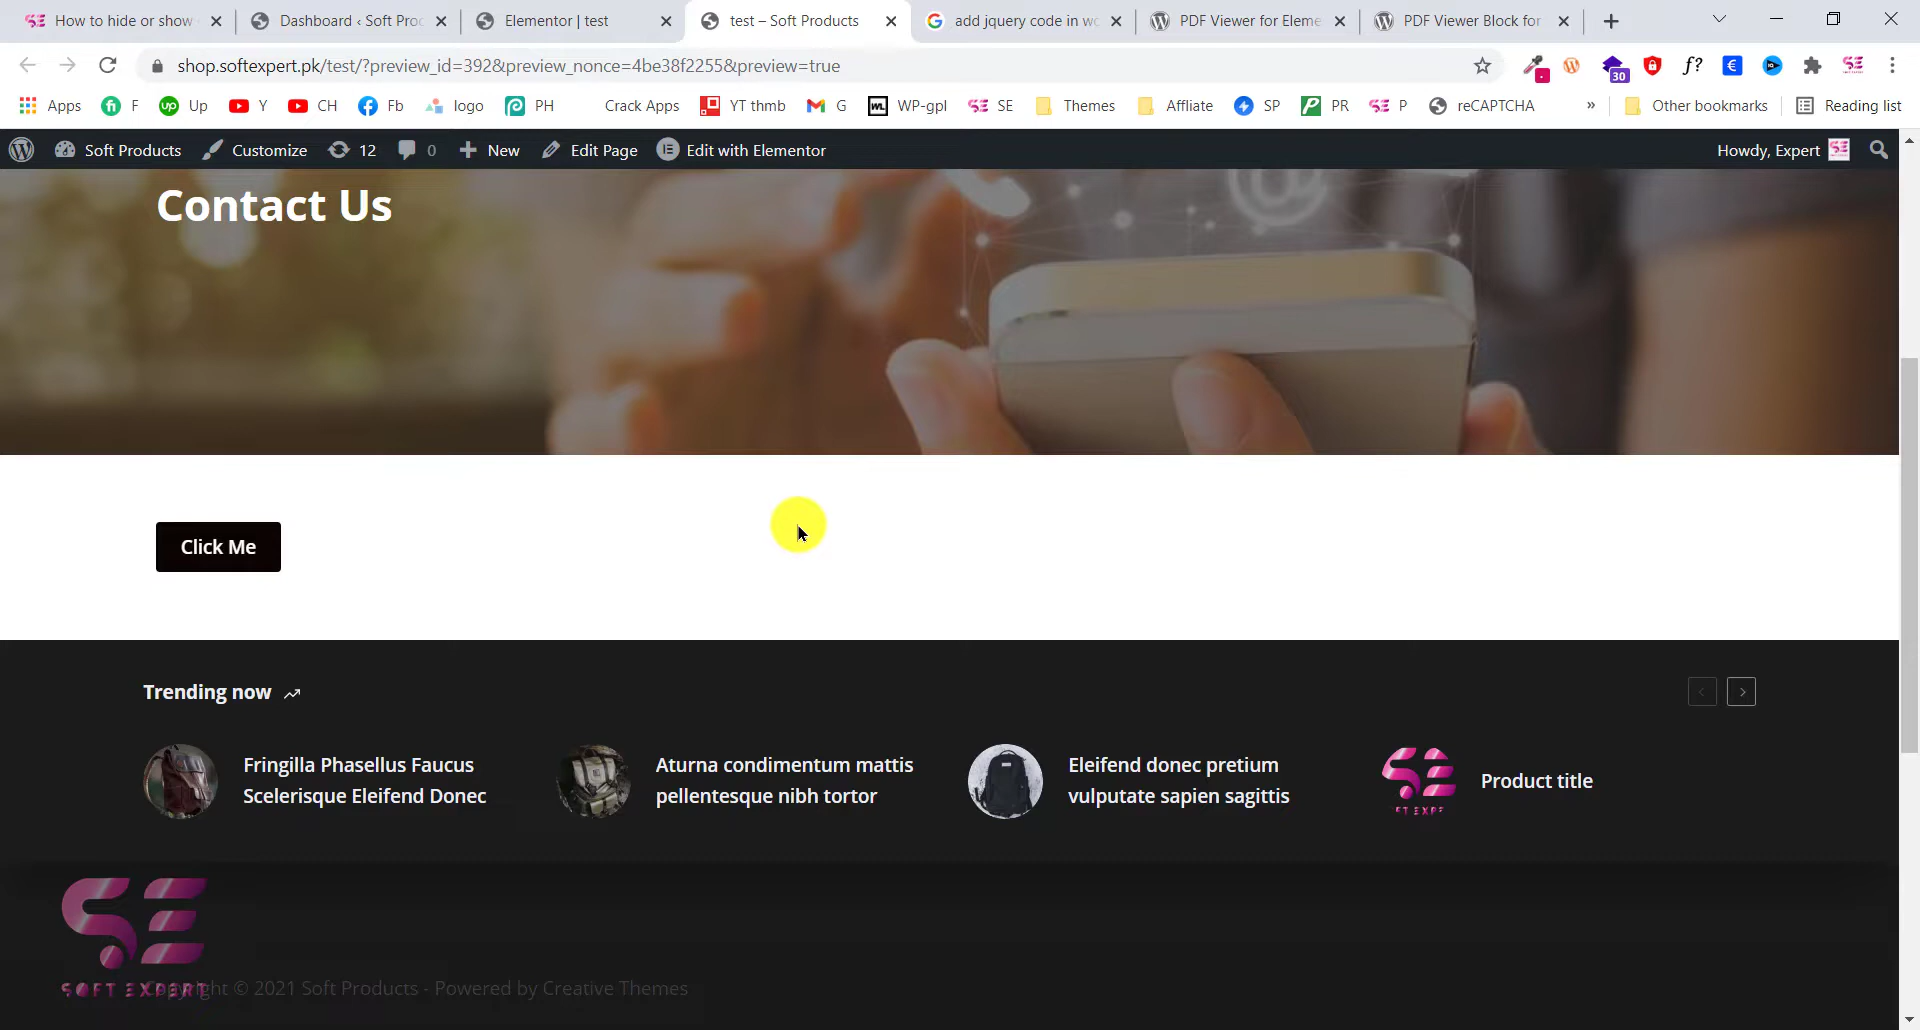 How to hide or show
Dashboard ‹ Soft Proc
Elementor | test
test – Soft Products
add jquery code in wo
PDF Viewer for Eleme
PDF Viewer Block for
shop.softexpert.pk/test/?preview_id=392&preview_nonce=4be38f2255&preview=true
30
f?
Apps
F
Up
Y
CH
Fb
logo
PH
Crack Apps
YT thmb
G
WP-gpl
SE
Themes
Affliate
SP
PR
P
reCAPTCHA
»
Other bookmarks
Reading list
Soft Products
Customize
12
0
New
Edit Page
Edit with Elementor
Howdy, Expert
Contact Us
Click Me
Trending now
Fringilla Phasellus Faucus
Scelerisque Eleifend Donec
Aturna condimentum mattis
pellentesque nibh tortor
Eleifend donec pretium
vulputate sapien sagittis
Product title
SE
SOFT EXPERT
Copyright © 2021 Soft Products - Powered by Creative Themes